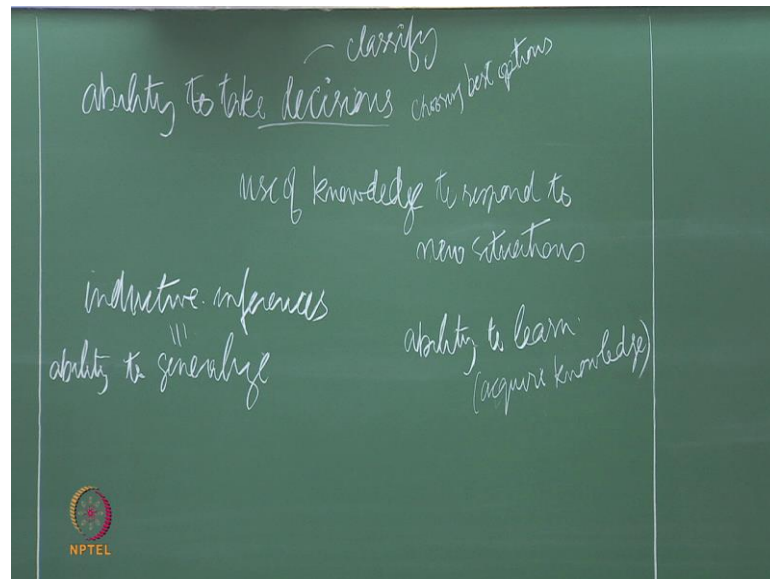 classify
ability to take decisions choosing best options
use of knowledge to respond to
new situations
inductive inferences
ability to generalize
ability to learn
(acquire knowledge)
NPTEL